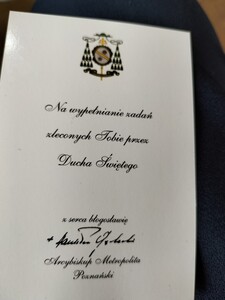 Na wypełnianie zadań
zleconych Tobie przez
Ducha Świętego
z serca błogosławię
+
Arcybiskup Metropolita
Poznański